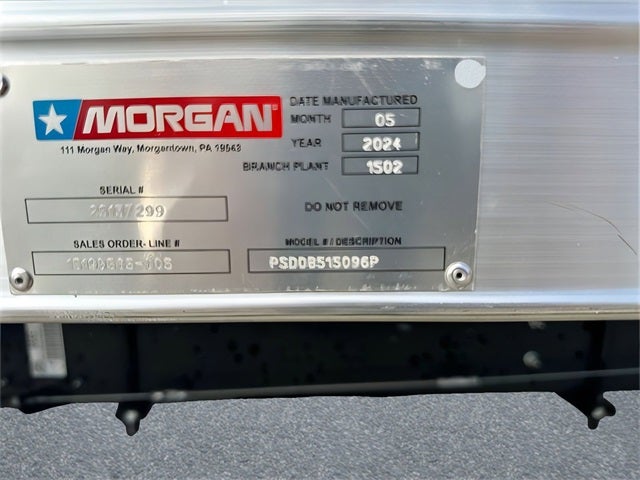 MORGAN
111 Morgan Way, Morgantown, PA 19543
DATE MANUFACTURED
MONTH 05
YEAR 2024
BRANCH PLANT 1502
SERIAL #
DO NOT REMOVE
SALES ORDER- LINE #
MODEL # / DESCRIPTION
PSD0B515096P